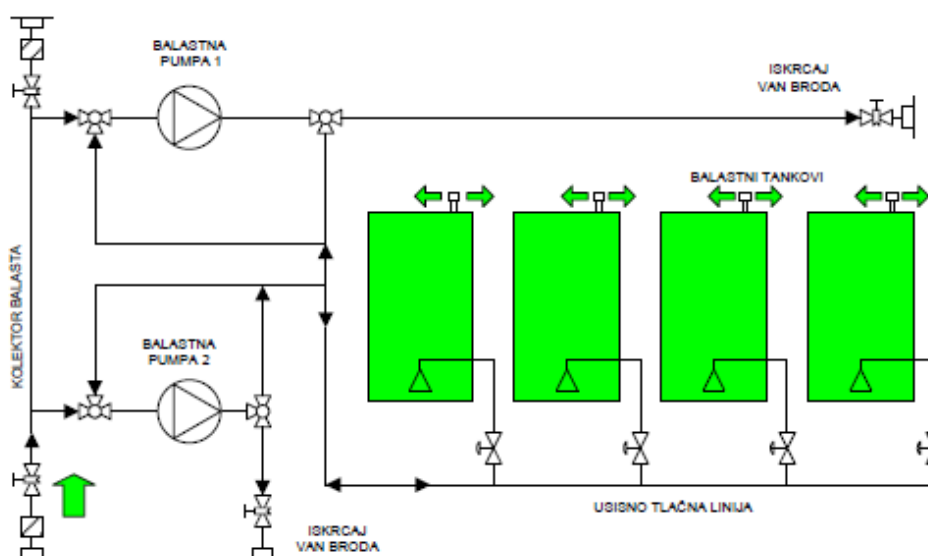 BALASTNA
PUMPA 1
ISKRCAJ
VAN BRODA
BALASTNI TANKOVI
KOLEKTOR BALASTA
BALASTNA
PUMPA 2
USISNO TLAČNA LINIJA
ISKRCAJ
VAN BRODA